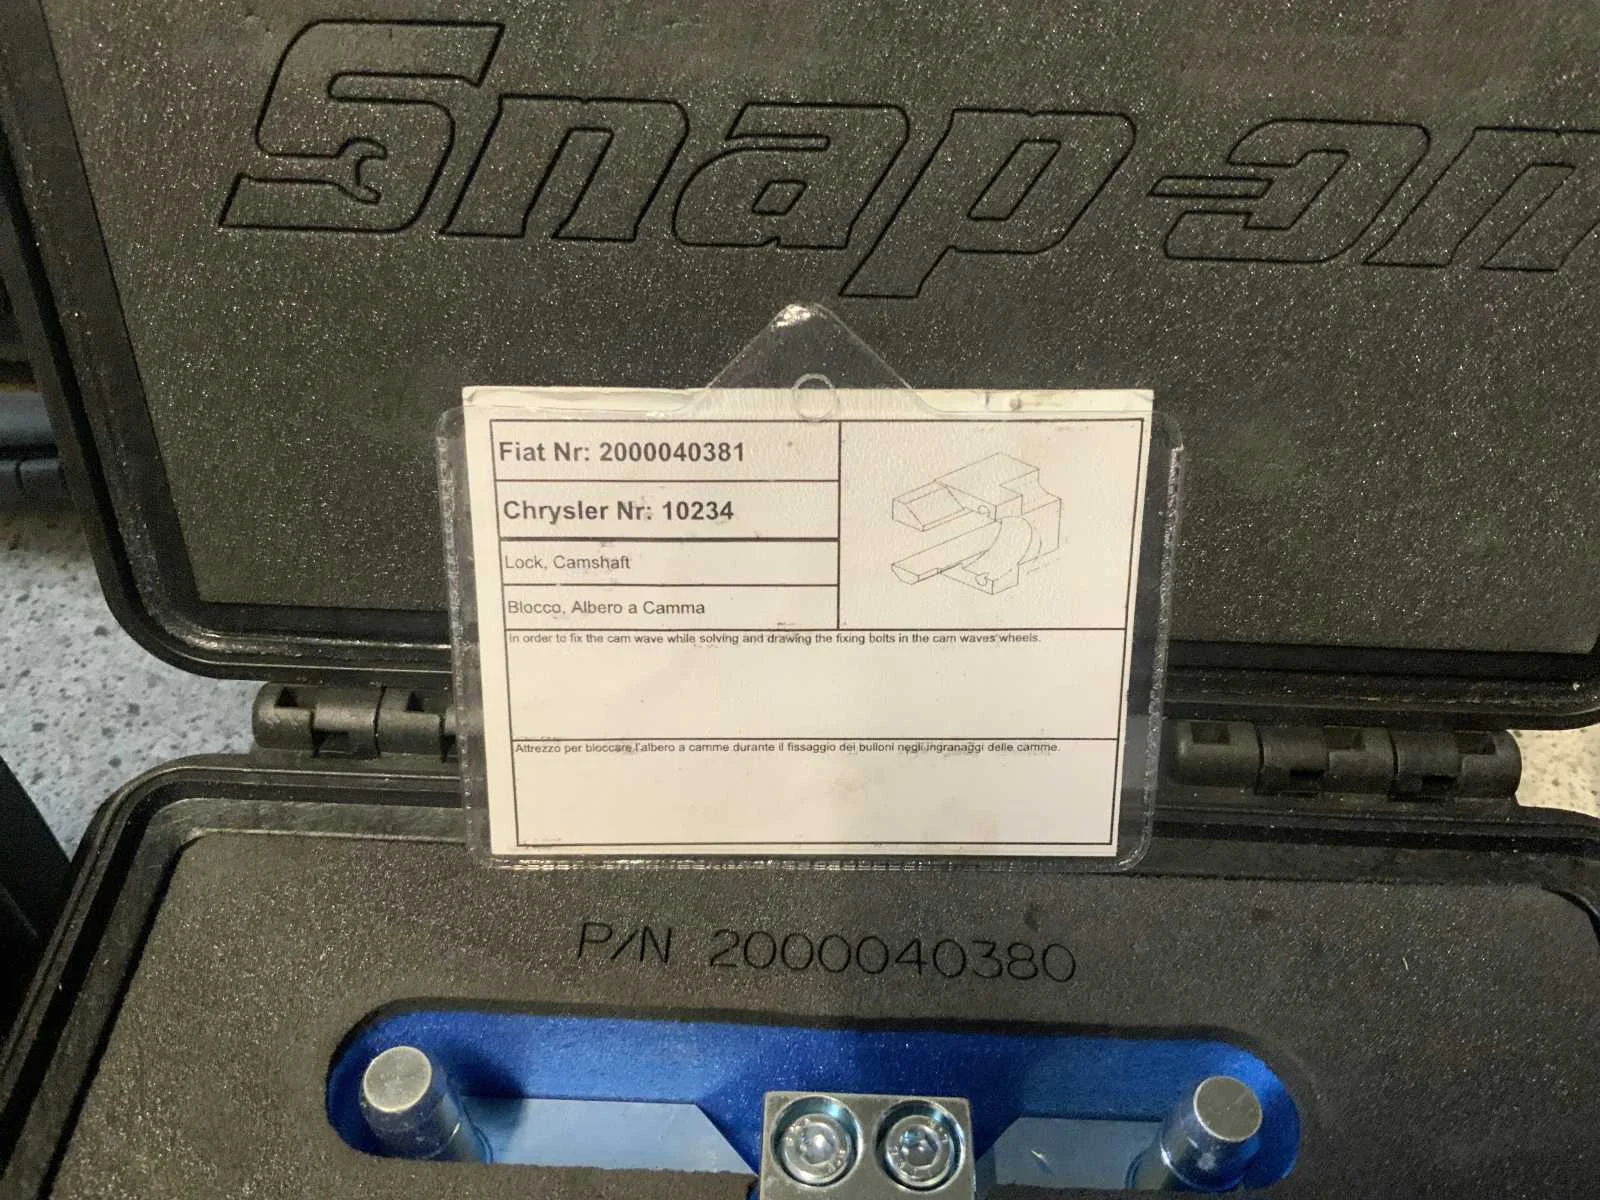 Snap-on
Fiat Nr: 2000040381
Chrysler Nr: 10234
Lock, Camshaft
Blocco, Albero a Camma
In order to fix the cam wave while solving and drawing the fixing bolts in the cam waves wheels.
Attrezzo per bloccare l'albero a camme durante il fissaggio dei bulloni negli ingranaggi delle camme.
P/N 2000040380